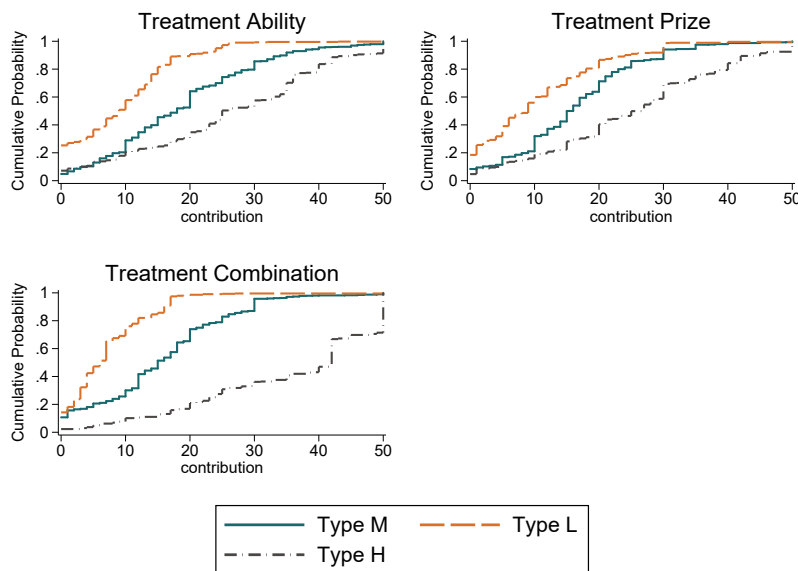 Treatment Ability
Cumulative Probability
1
.8
.6
.4
.2
0
0 10 20 30 40 50
contribution
Treatment Prize
Cumulative Probability
1
.8
.6
.4
.2
0
0 10 20 30 40 50
contribution
Treatment Combination
Cumulative Probability
1
.8
.6
.4
.2
0
0 10 20 30 40 50
contribution
Type M Type L
Type H